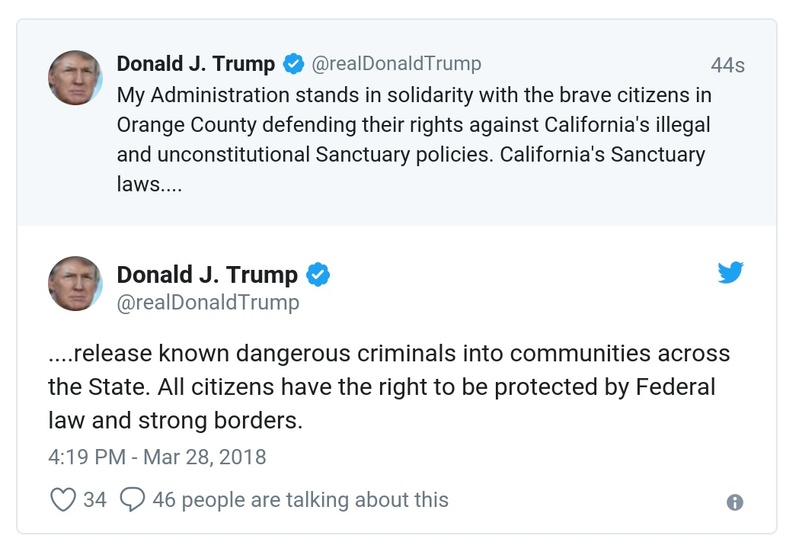 Donald J. Trump @realDonaldTrump 44s
My Administration stands in solidarity with the brave citizens in
Orange County defending their rights against California's illegal
and unconstitutional Sanctuary policies. California's Sanctuary
laws....
Donald J. Trump
@realDonaldTrump
....release known dangerous criminals into communities across
the State. All citizens have the right to be protected by Federal
law and strong borders.
4:19 PM - Mar 28, 2018
34 46 people are talking about this